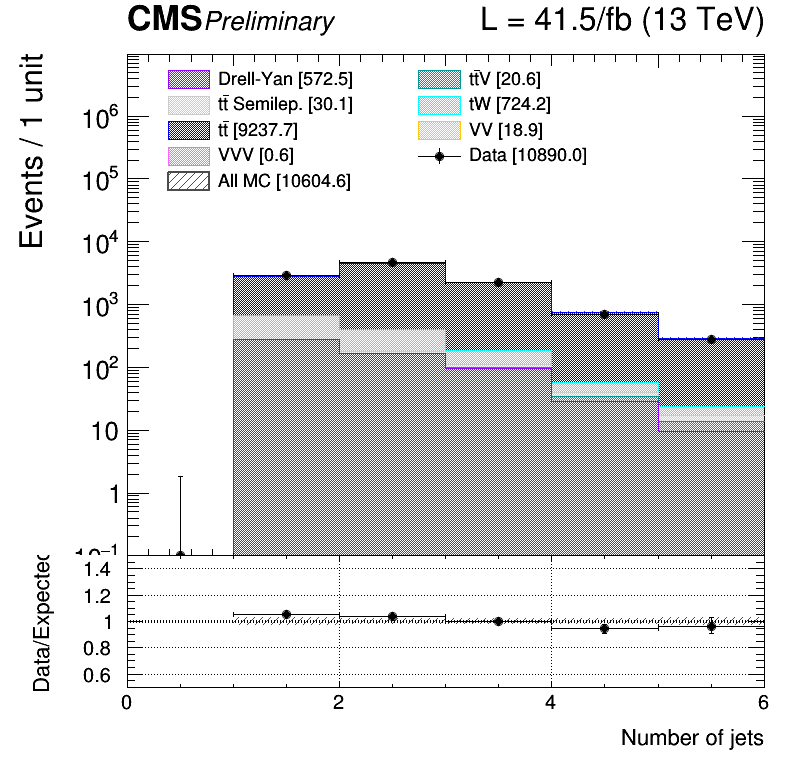 CMS Preliminary L = 41.5/fb (13 TeV)
Events / 1 unit
Drell-Yan [572.5]
tt̄ Semilep. [30.1]
tt̄ [9237.7]
VVV [0.6]
All MC [10604.6]
tt̄V [20.6]
tW [724.2]
VV [18.9]
Data [10890.0]
10⁶
10⁵
10⁴
10³
10²
10
1
10⁻¹
Data/Expected
1.4
1.2
1
0.8
0.6
0 2 4 6
Number of jets